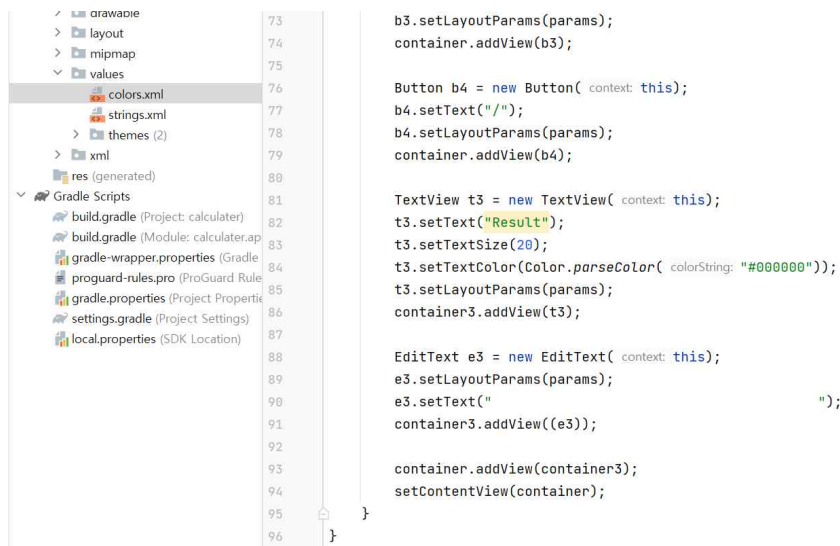 drawable
layout
mipmap
values
colors.xml
strings.xml
themes (2)
xml
res (generated)
Gradle Scripts
build.gradle (Project: calculater)
build.gradle (Module: calculater.ap
gradle-wrapper.properties (Gradle
proguard-rules.pro (ProGuard Rule
gradle.properties (Project Properti
settings.gradle (Project Settings)
local.properties (SDK Location)
73 b3.setLayoutParams(params);
74 container.addView(b3);
75
76 Button b4 = new Button( context: this);
77 b4.setText("/");
78 b4.setLayoutParams(params);
79 container.addView(b4);
80
81 TextView t3 = new TextView( context: this);
82 t3.setText("Result");
83 t3.setTextSize(20);
84 t3.setTextColor(Color.parseColor( colorString: "#000000"));
85 t3.setLayoutParams(params);
86 container3.addView(t3);
87
88 EditText e3 = new EditText( context: this);
89 e3.setLayoutParams(params);
90 e3.setText("                                        ");
91 container3.addView((e3));
92
93 container.addView(container3);
94 setContentView(container);
95 }
96 }